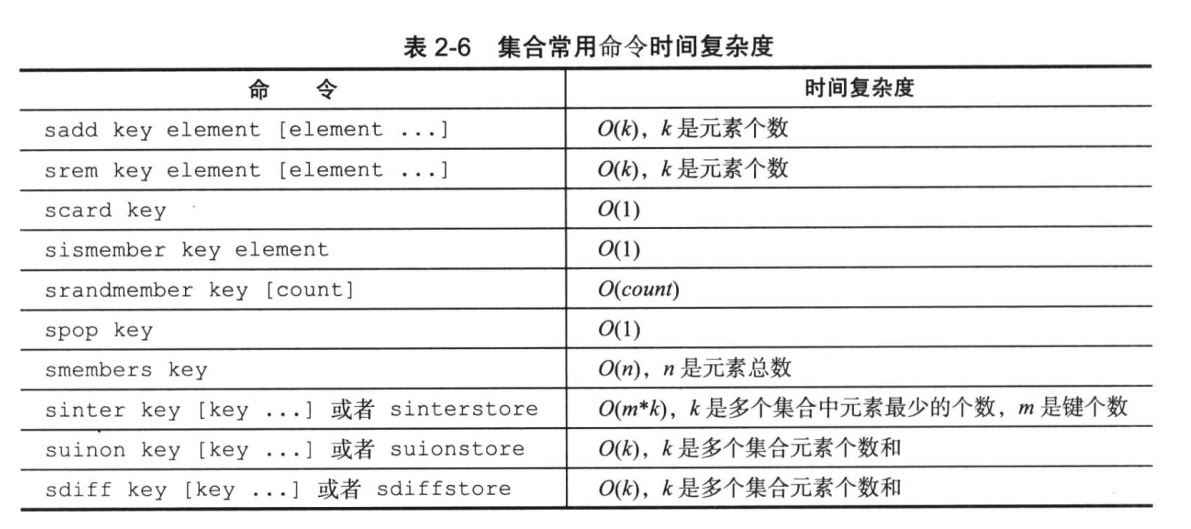 表 2-6 集合常用命令时间复杂度
命 令 时间复杂度
sadd key element [element ...] O(k)，k 是元素个数
srem key element [element ...] O(k)，k 是元素个数
scard key O(1)
sismember key element O(1)
srandmember key [count] O(count)
spop key O(1)
smembers key O(n)，n 是元素总数
sinter key [key ...] 或者 sinterstore O(m*k)，k 是多个集合中元素最少的个数，m 是键个数
suinon key [key ...] 或者 suionstore O(k)，k 是多个集合元素个数和
sdiff key [key ...] 或者 sdiffstore O(k)，k 是多个集合元素个数和